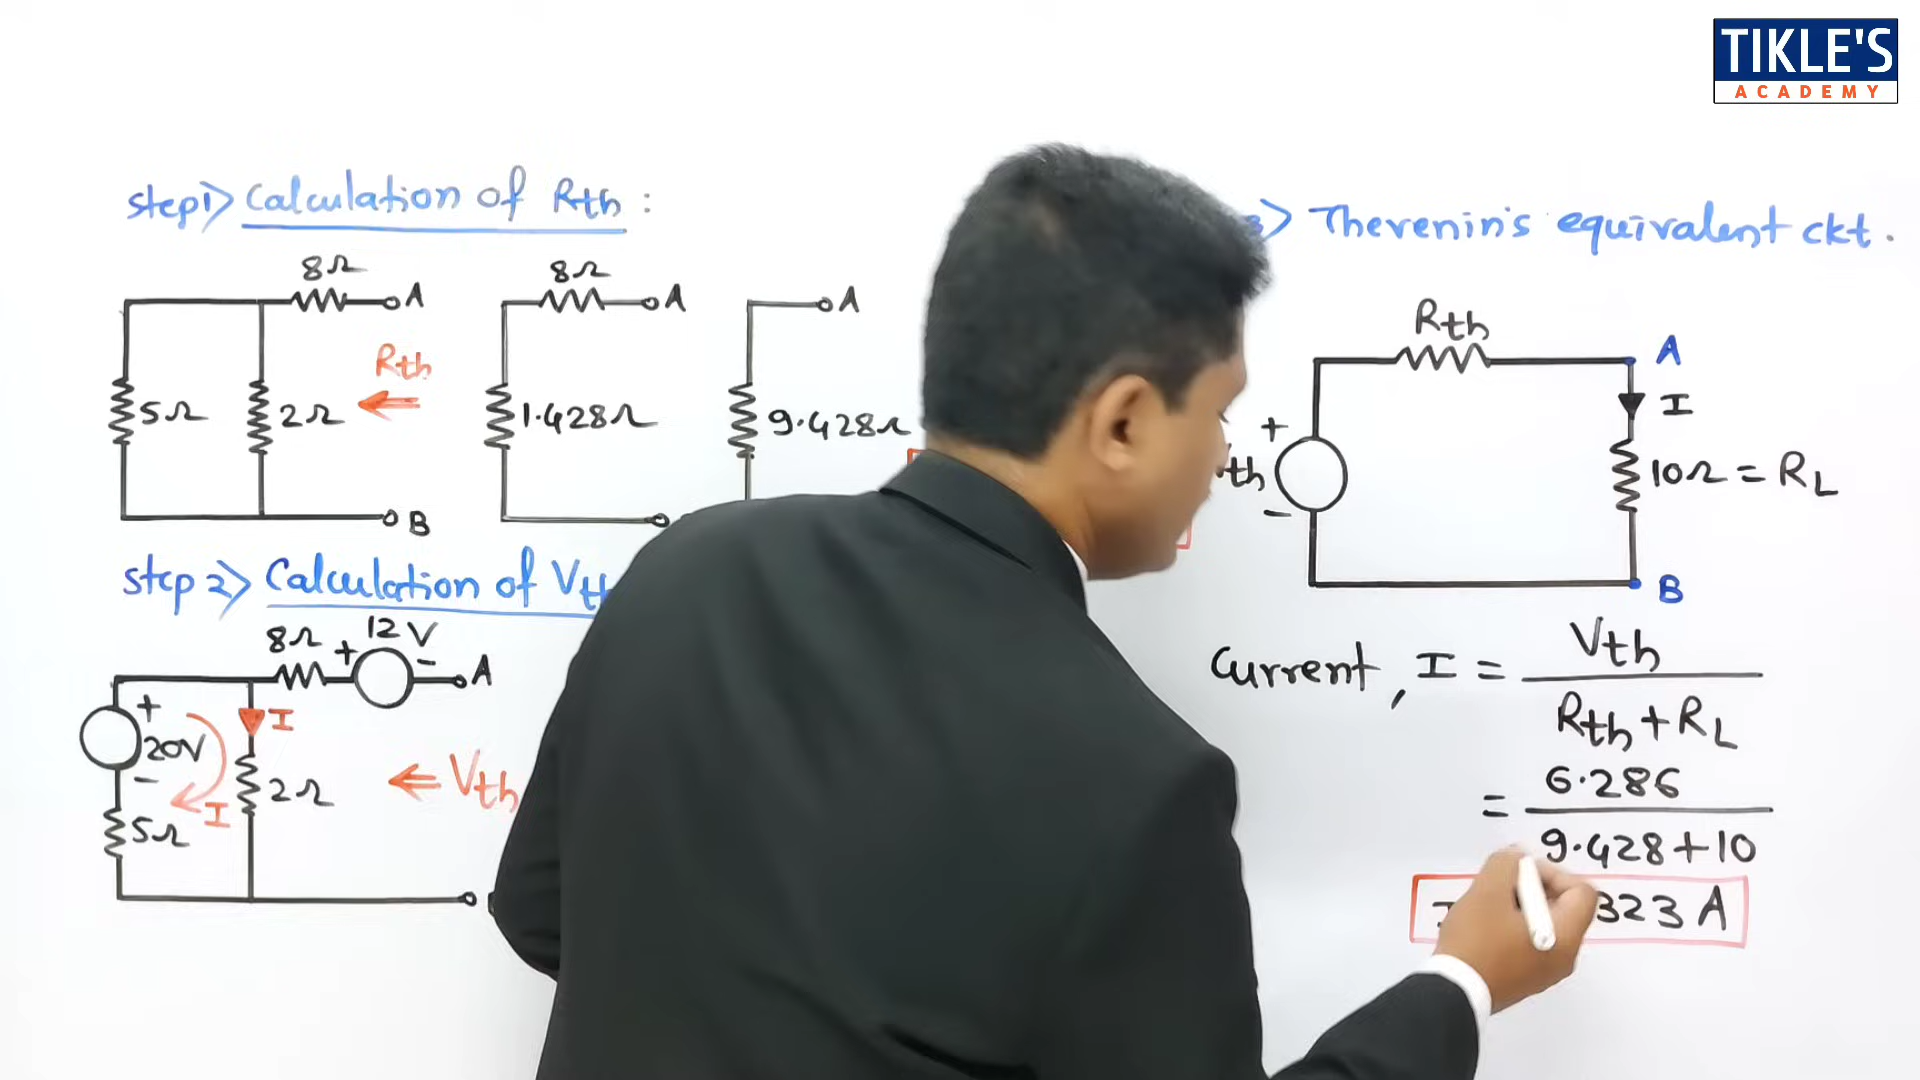 TIKLE'S
ACADEMY
step1) Calculation of Rth :
8Ω
A
5Ω
2Ω
Rth
B
8Ω
A
1.428Ω
A
9.428Ω
step 2) Calculation of Vth
8Ω
12V
+
-
A
+
20V
-
I
I
2Ω
5Ω
Vth
3) Thevenin's equivalent ckt.
Rth
A
I
+
th
-
10Ω = RL
B
Current, I = Vth
Rth + RL
= 6.286
9.428+10
323 A